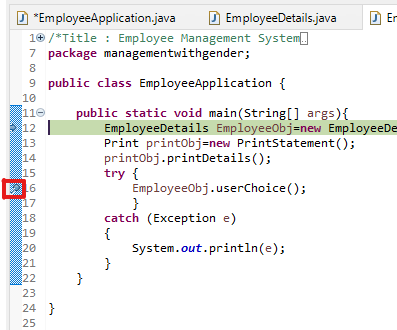 *EmployeeApplication.java EmployeeDetails.java
1 /*Title : Employee Management System..
7 package managementwithgender;
8
9 public class EmployeeApplication {
10
11 public static void main(String[] args){
12 EmployeeDetails EmployeeObj=new EmployeeDe
13 Print printObj=new PrintStatement();
14 printObj.printDetails();
15 try {
16 EmployeeObj.userChoice();
17 }
18 catch (Exception e)
19 {
20 System.out.println(e);
21 }
22 }
23
24 }
25